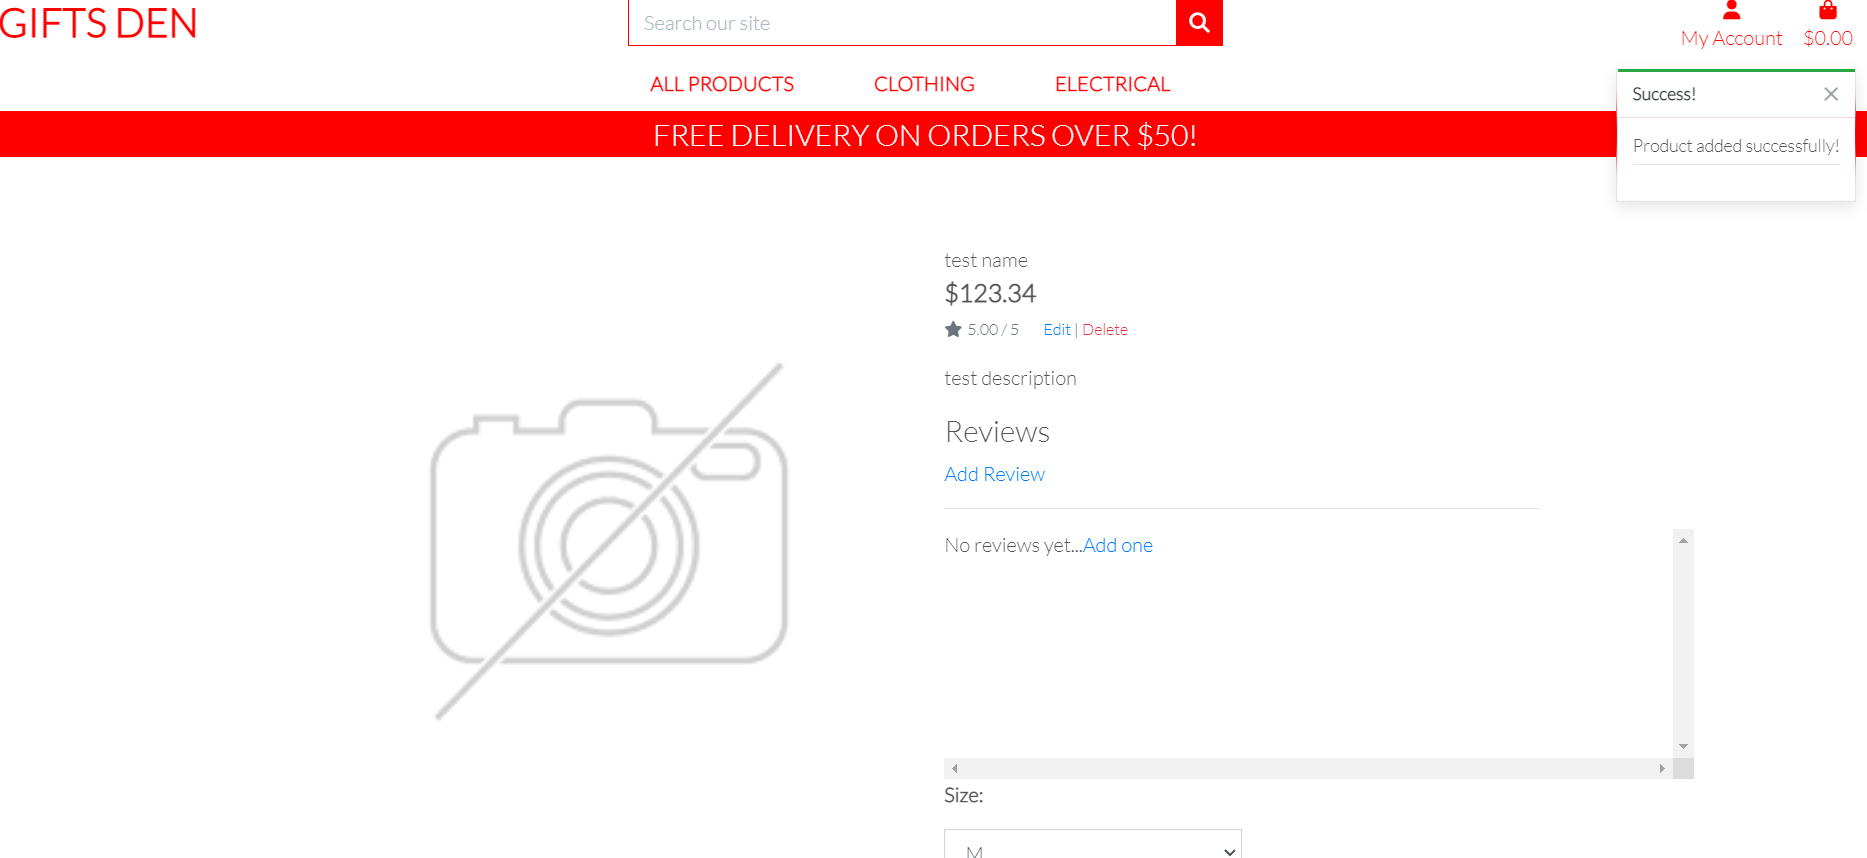 GIFTS DEN
Search our site
My Account
$0.00
ALL PRODUCTS
CLOTHING
ELECTRICAL
Success!
FREE DELIVERY ON ORDERS OVER $50!
Product added successfully!
test name
$123.34
5.00 / 5 Edit | Delete
test description
Reviews
Add Review
No reviews yet...Add one
Size:
M